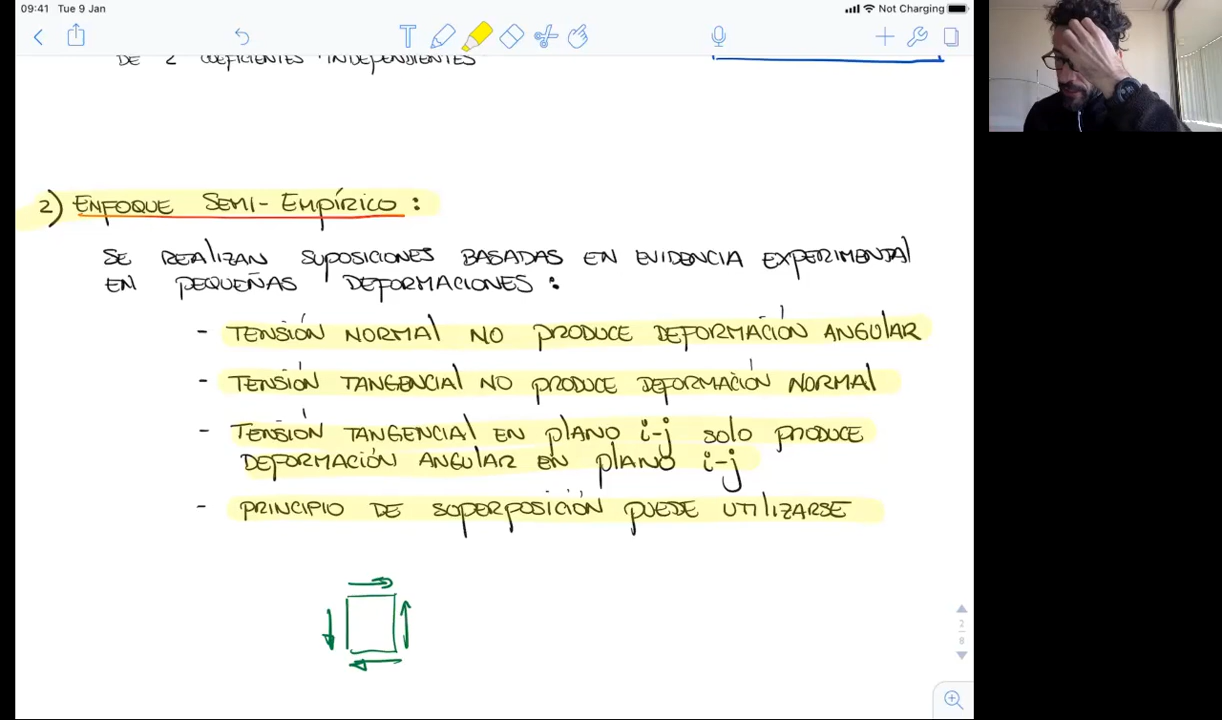 09:41 Tue 9 Jan
Not Charging
T
DE 2 COEFICIENTES INDEPENDIENTES
2) ENFOQUE SEMI-EMPÍRICO:
SE REALIZAN SUPOSICIONES BASADAS EN EVIDENCIA EXPERIMENTAL
EN PEQUEÑAS DEFORMACIONES:
- TENSIÓN NORMAL NO PRODUCE DEFORMACIÓN ANGULAR
- TENSIÓN TANGENCIAL NO PRODUCE DEFORMACIÓN NORMAL
- TENSIÓN TANGENCIAL EN PLANO i-j SOLO PRODUCE
DEFORMACIÓN ANGULAR EN PLANO i-j
- PRINCIPIO DE SUPERPOSICIÓN PUEDE UTILIZARSE
2
8